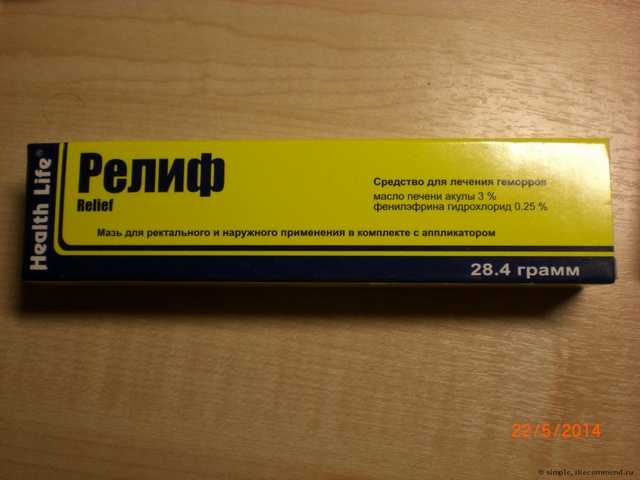 Health Life®
Релиф
Relief
Средство для лечения геморроя
масло печени акулы 3 %
фенилэфрина гидрохлорид 0.25 %
Мазь для ректального и наружного применения в комплекте с аппликатором
28.4 грамм
22/5/2014
© simple, irecommend.ru